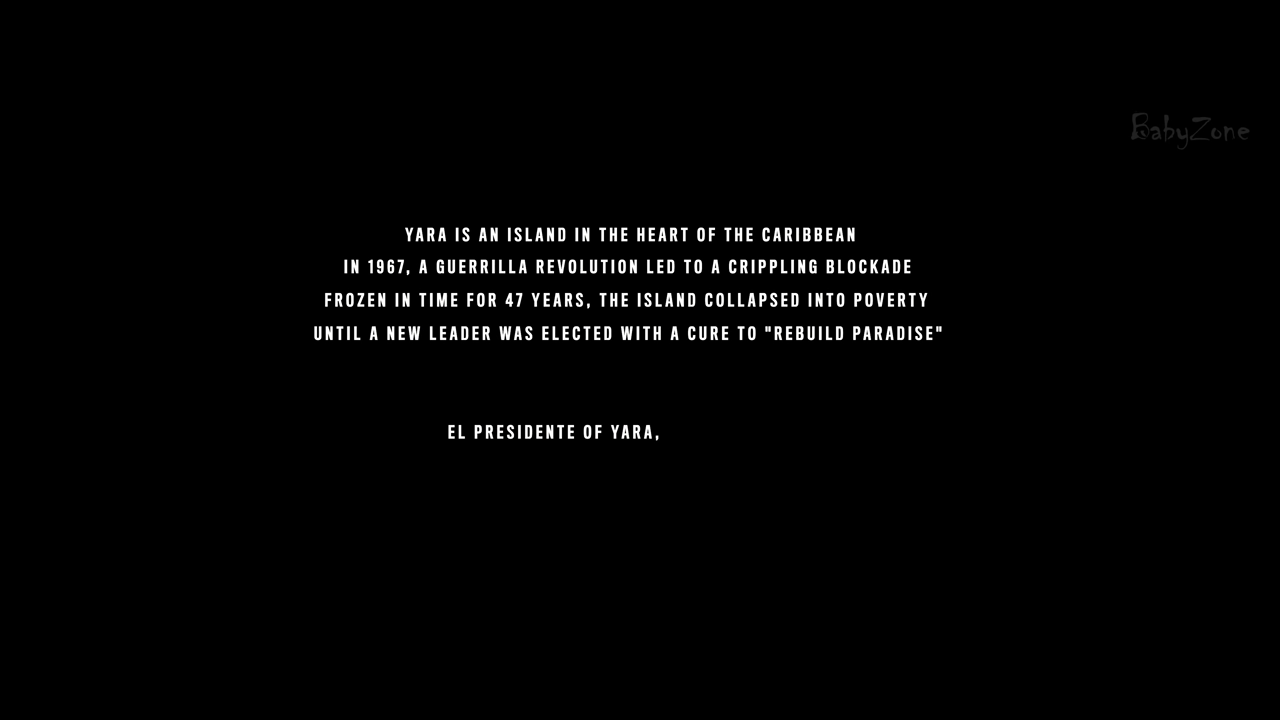 BabyZone
YARA IS AN ISLAND IN THE HEART OF THE CARIBBEAN
IN 1967, A GUERRILLA REVOLUTION LED TO A CRIPPLING BLOCKADE
FROZEN IN TIME FOR 47 YEARS, THE ISLAND COLLAPSED INTO POVERTY
UNTIL A NEW LEADER WAS ELECTED WITH A CURE TO "REBUILD PARADISE"
EL PRESIDENTE OF YARA,